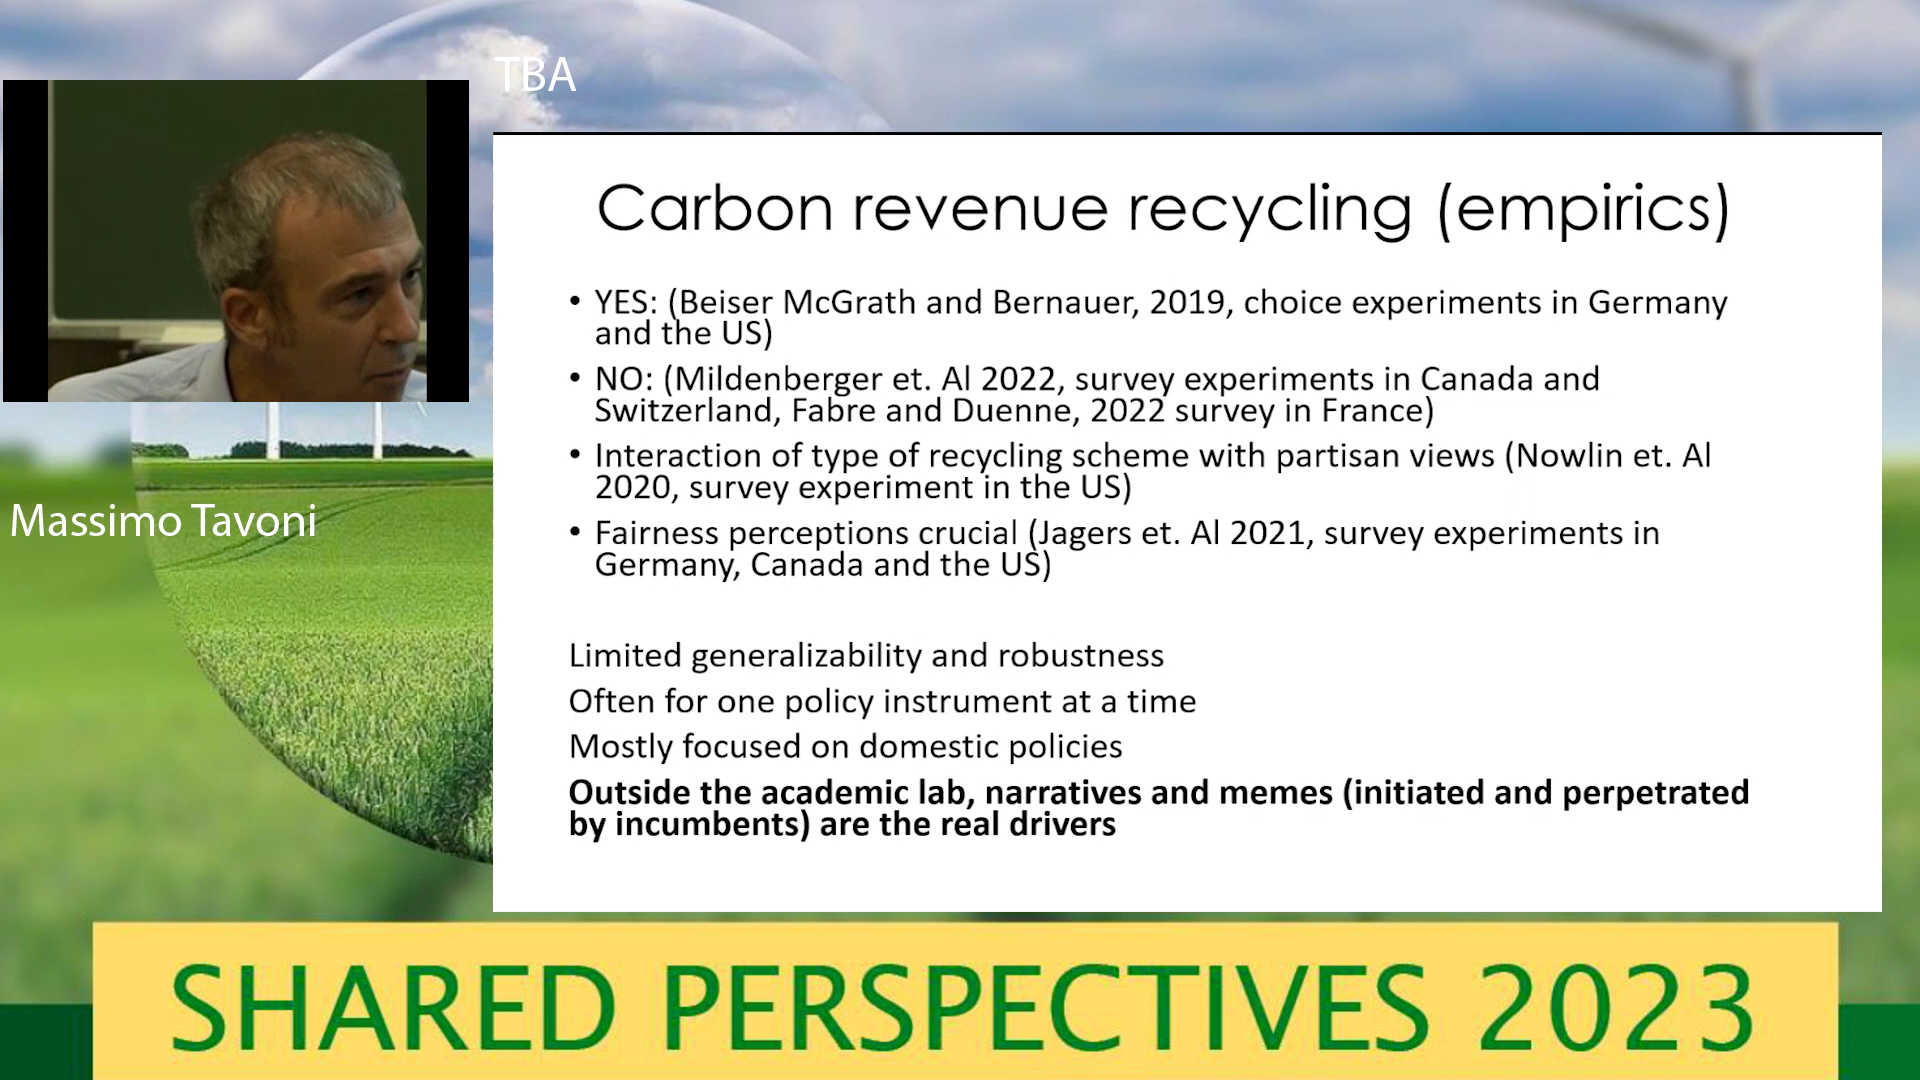 TBA
Carbon revenue recycling (empirics)
• YES: (Beiser McGrath and Bernauer, 2019, choice experiments in Germany
and the US)
• NO: (Mildenberger et. Al 2022, survey experiments in Canada and
Switzerland, Fabre and Duenne, 2022 survey in France)
• Interaction of type of recycling scheme with partisan views (Nowlin et. Al
2020, survey experiment in the US)
• Fairness perceptions crucial (Jagers et. Al 2021, survey experiments in
Germany, Canada and the US)
Limited generalizability and robustness
Often for one policy instrument at a time
Mostly focused on domestic policies
Outside the academic lab, narratives and memes (initiated and perpetrated
by incumbents) are the real drivers
Massimo Tavoni
SHARED PERSPECTIVES 2023